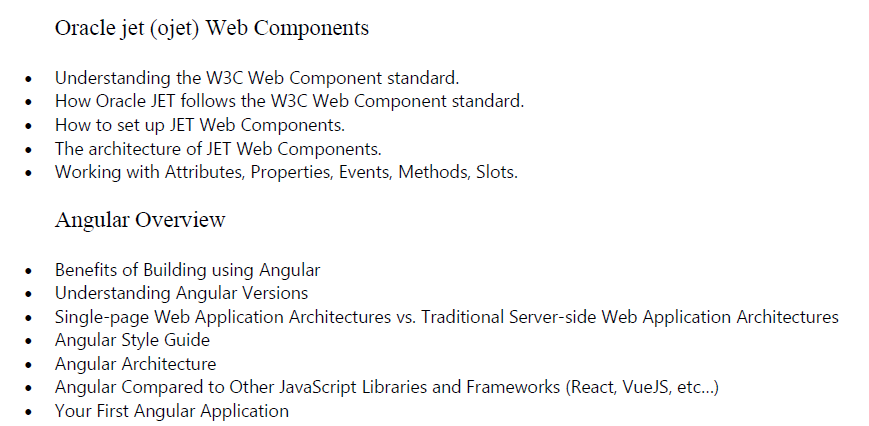 Oracle jet (ojet) Web Components
• Understanding the W3C Web Component standard.
• How Oracle JET follows the W3C Web Component standard.
• How to set up JET Web Components.
• The architecture of JET Web Components.
• Working with Attributes, Properties, Events, Methods, Slots.
Angular Overview
• Benefits of Building using Angular
• Understanding Angular Versions
• Single-page Web Application Architectures vs. Traditional Server-side Web Application Architectures
• Angular Style Guide
• Angular Architecture
• Angular Compared to Other JavaScript Libraries and Frameworks (React, VueJS, etc...)
• Your First Angular Application